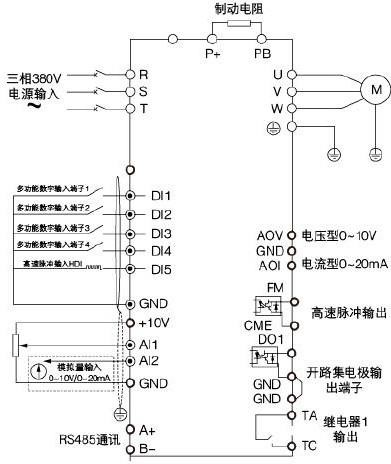 制动电阻
P+
PB
三相380V
电源输入
~
R
S
T
U
V
W
M
多功能数字输入端子1
DI1
多功能数字输入端子2
DI2
多功能数字输入端子3
DI3
多功能数字输入端子4
DI4
高速脉冲输入HDI
DI5
GND
+10V
AI1
AI2
模拟量输入
0~10V/0~20mA
GND
A+
RS485通讯
B-
AOV
电压型0~10V
GND
AOI
电流型0~20mA
FM
高速脉冲输出
CME
DO1
开路集电极输
出端子
GND
GND
TA
继电器1
输出
TC